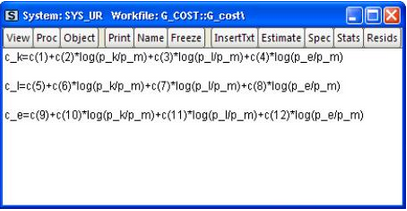 System: SYS_UR Workfile: G_COST::G_cost\
View Proc Object Print Name Freeze InsertTxt Estimate Spec Stats Resids
c_k=c(1)+c(2)*log(p_k/p_m)+c(3)*log(p_l/p_m)+c(4)*log(p_e/p_m)
c_l=c(5)+c(6)*log(p_k/p_m)+c(7)*log(p_l/p_m)+c(8)*log(p_e/p_m)
c_e=c(9)+c(10)*log(p_k/p_m)+c(11)*log(p_l/p_m)+c(12)*log(p_e/p_m)